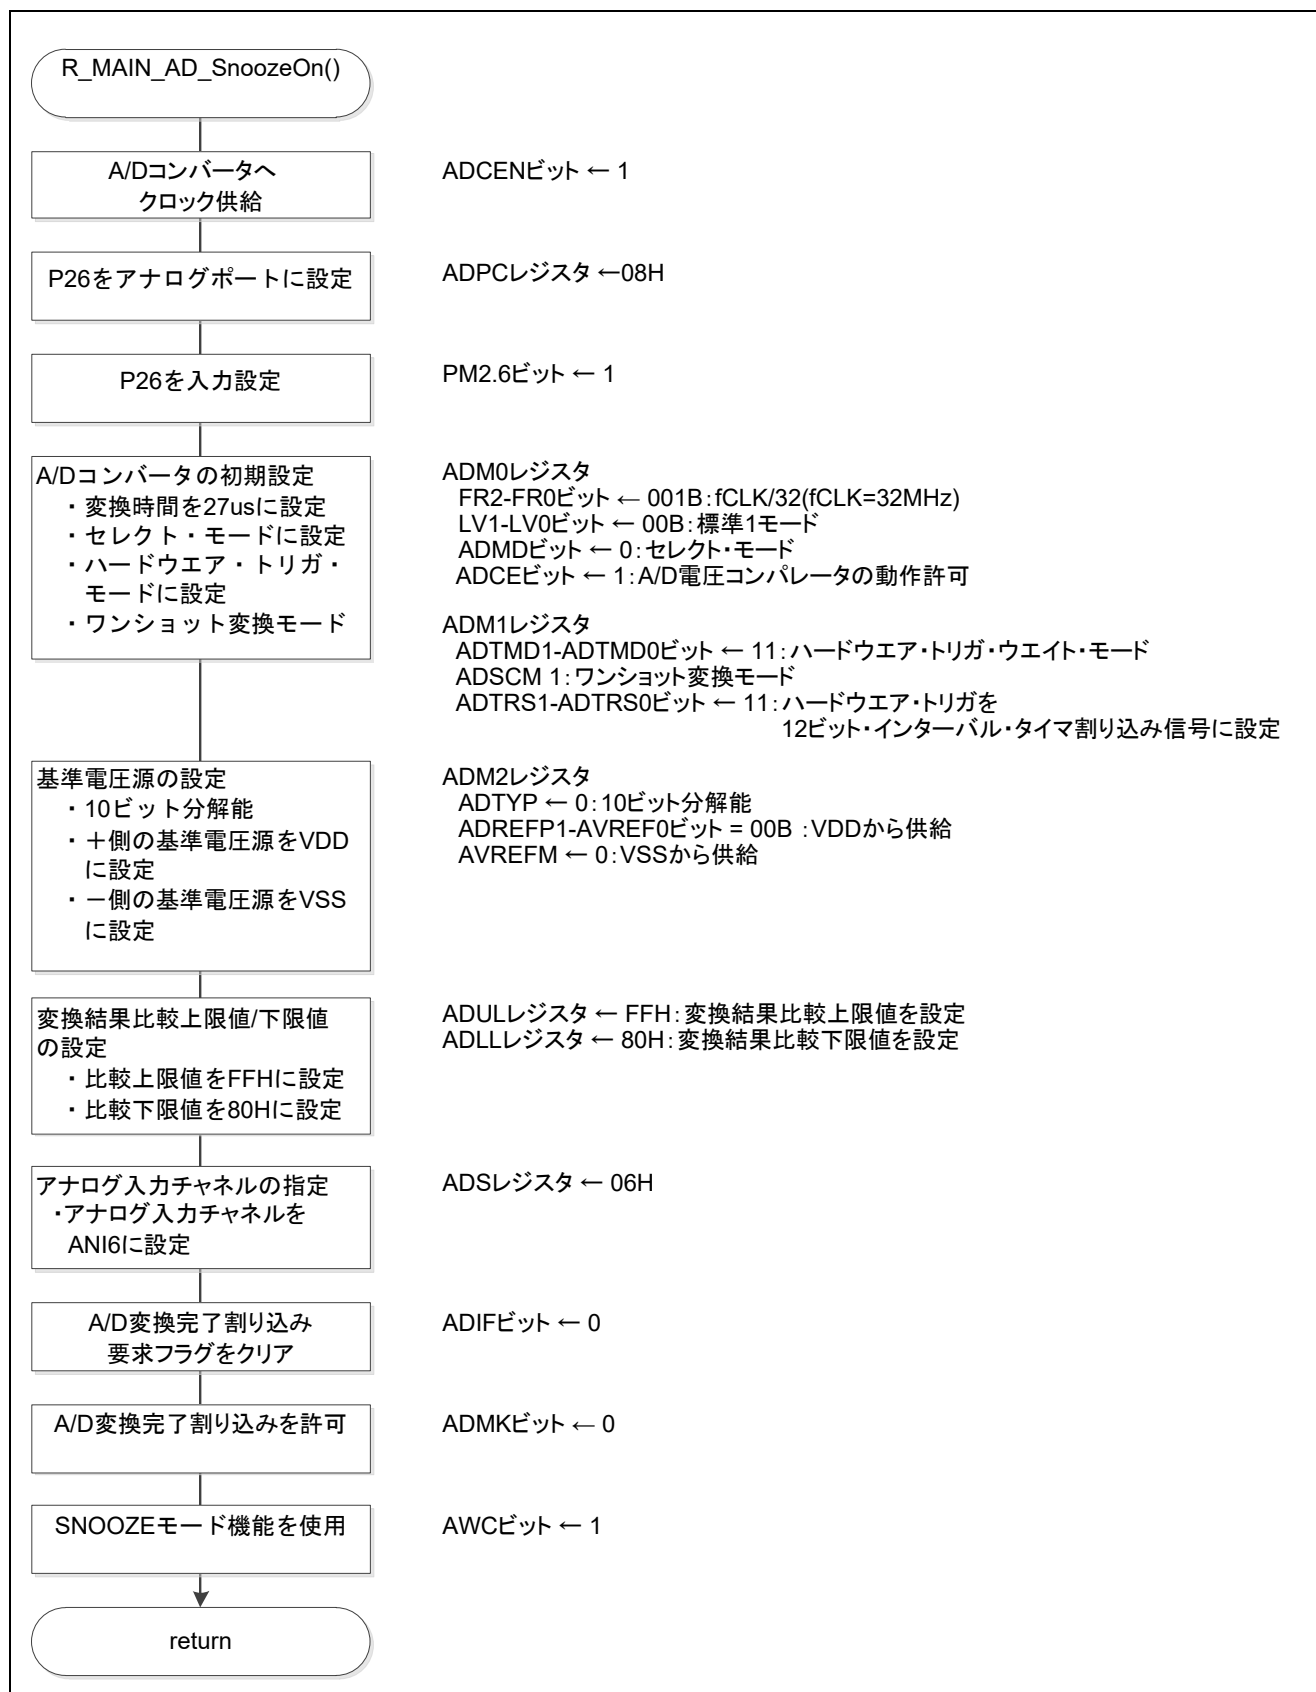 R_MAIN_AD_SnoozeOn()
A/Dコンバータへ
クロック供給
ADCENビット ← 1
P26をアナログポートに設定
ADPCレジスタ ←08H
P26を入力設定
PM2.6ビット ← 1
A/Dコンバータの初期設定
・変換時間を27usに設定
・セレクト・モードに設定
・ハードウエア・トリガ・
モードに設定
・ワンショット変換モード
ADM0レジスタ
FR2-FR0ビット ← 001B：fCLK/32(fCLK=32MHz)
LV1-LV0ビット ← 00B：標準1モード
ADMDビット ← 0：セレクト・モード
ADCEビット ← 1：A/D電圧コンパレータの動作許可
ADM1レジスタ
ADTMD1-ADTMD0ビット ← 11：ハードウエア・トリガ・ウエイト・モード
ADSCM 1：ワンショット変換モード
ADTRS1-ADTRS0ビット ← 11：ハードウエア・トリガを
12ビット・インターバル・タイマ割り込み信号に設定
基準電圧源の設定
・10ビット分解能
・＋側の基準電圧源をVDD
に設定
・－側の基準電圧源をVSS
に設定
ADM2レジスタ
ADTYP ← 0：10ビット分解能
ADREFP1-AVREF0ビット = 00B ：VDDから供給
AVREFM ← 0：VSSから供給
変換結果比較上限値/下限値
の設定
・比較上限値をFFHに設定
・比較下限値を80Hに設定
ADULレジスタ ← FFH：変換結果比較上限値を設定
ADLLレジスタ ← 80H：変換結果比較下限値を設定
アナログ入力チャネルの指定
・アナログ入力チャネルを
ANI6に設定
ADSレジスタ ← 06H
A/D変換完了割り込み
要求フラグをクリア
ADIFビット ← 0
A/D変換完了割り込みを許可
ADMKビット ← 0
SNOOZEモード機能を使用
AWCビット ← 1
return